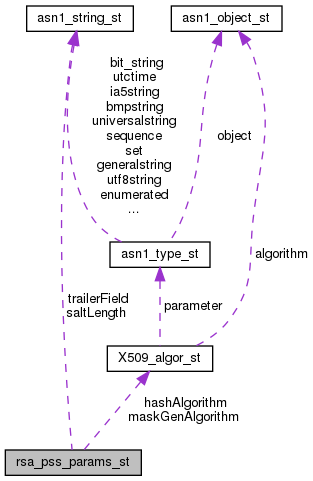 asn1_string_st
asn1_object_st
bit_string
utctime
ia5string
bmpstring
universalstring
sequence
set
generalstring
utf8string
enumerated
...
object
asn1_type_st
algorithm
trailerField
saltLength
parameter
X509_algor_st
hashAlgorithm
maskGenAlgorithm
rsa_pss_params_st